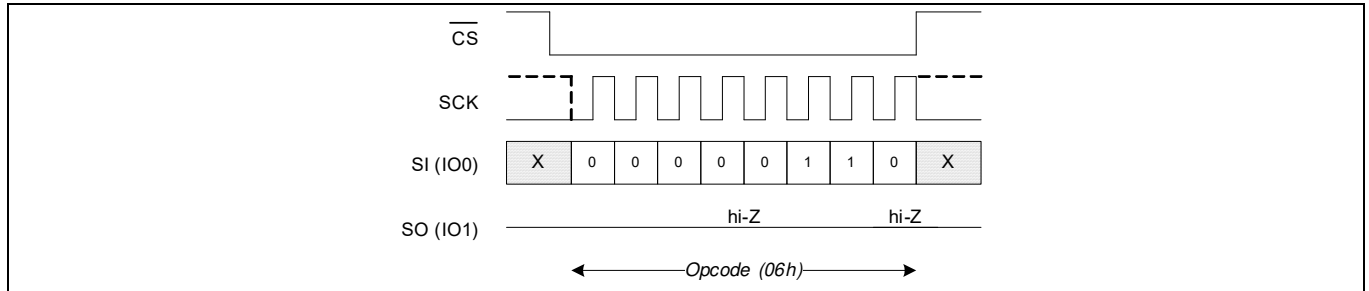 CS
SCK
SI (IO0) X 0 0 0 0 0 1 1 0 X
hi-Z hi-Z
SO (IO1)
Opcode (06h)